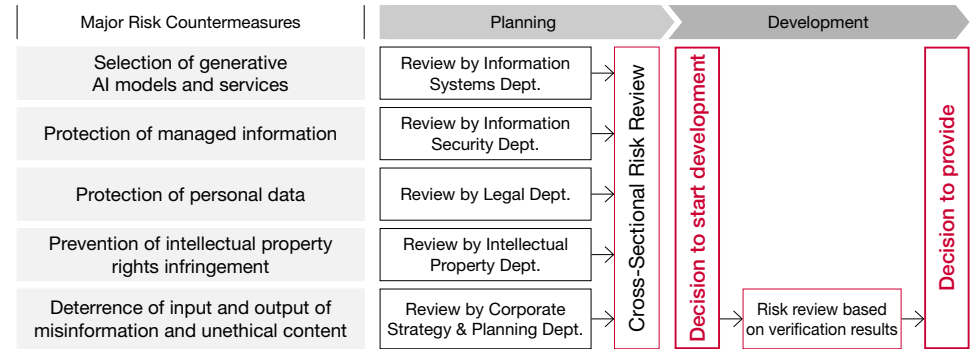 Major Risk Countermeasures
Planning
Development
Selection of generative
AI models and services
Review by Information
Systems Dept.
Protection of managed information
Review by Information
Security Dept.
Protection of personal data
Review by Legal Dept.
Prevention of intellectual property
rights infringement
Review by Intellectual
Property Dept.
Deterrence of input and output of
misinformation and unethical content
Review by Corporate
Strategy & Planning Dept.
Cross-Sectional Risk Review
Decision to start development
Risk review based
on verification results
Decision to provide